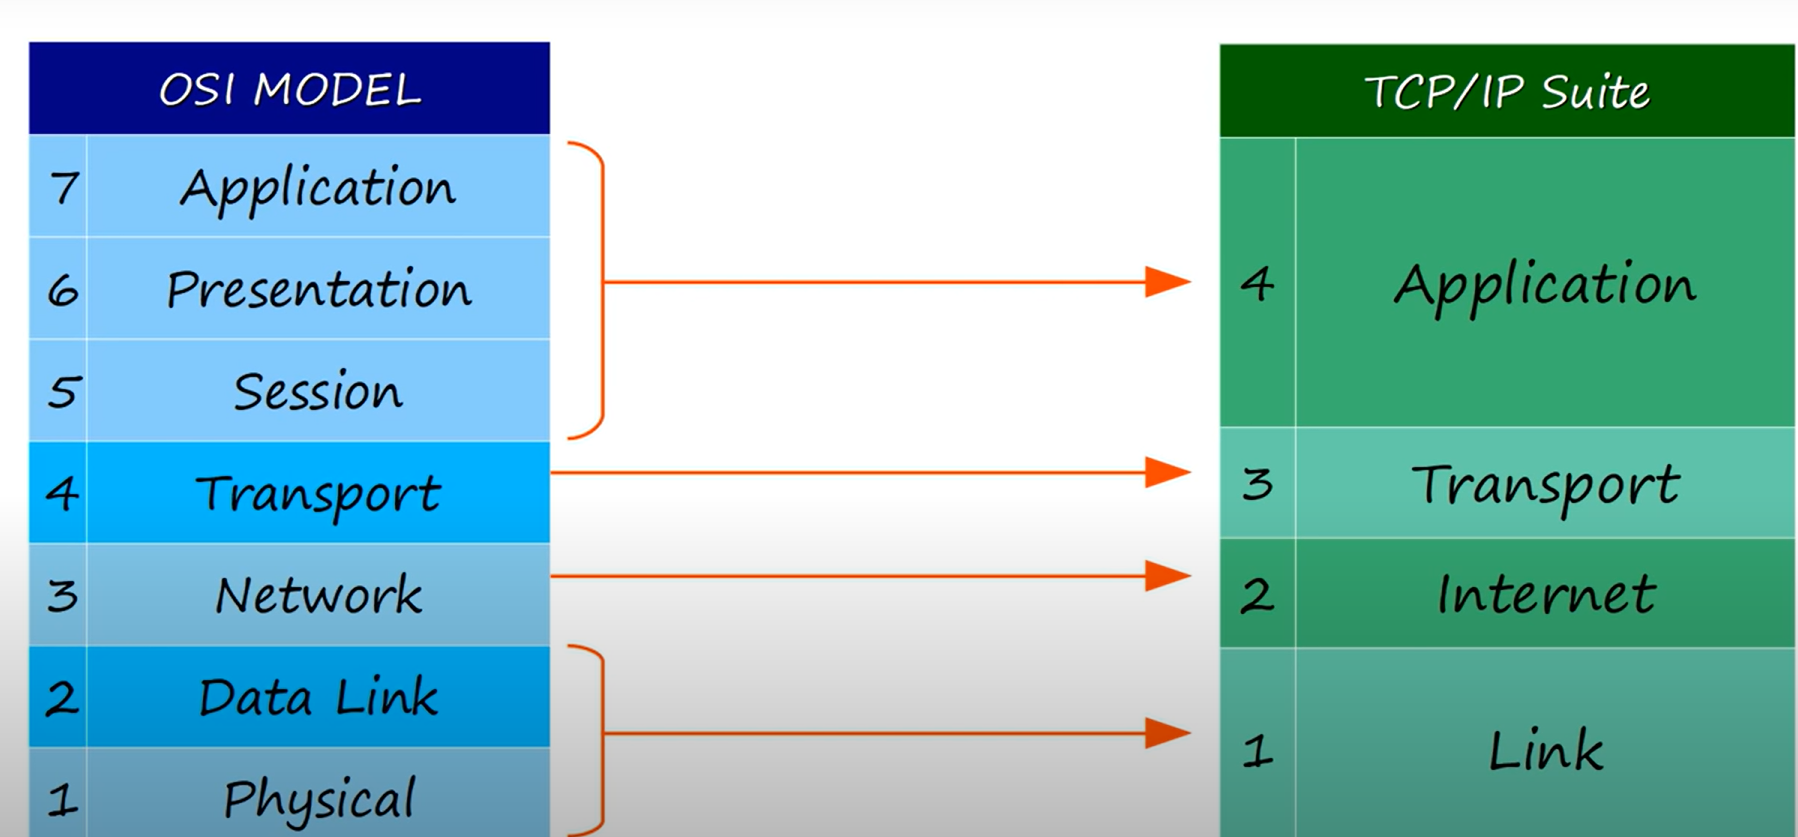 OSI MODEL
7 Application
6 Presentation
5 Session
4 Transport
3 Network
2 Data Link
1 Physical
TCP/IP Suite
4 Application
3 Transport
2 Internet
1 Link